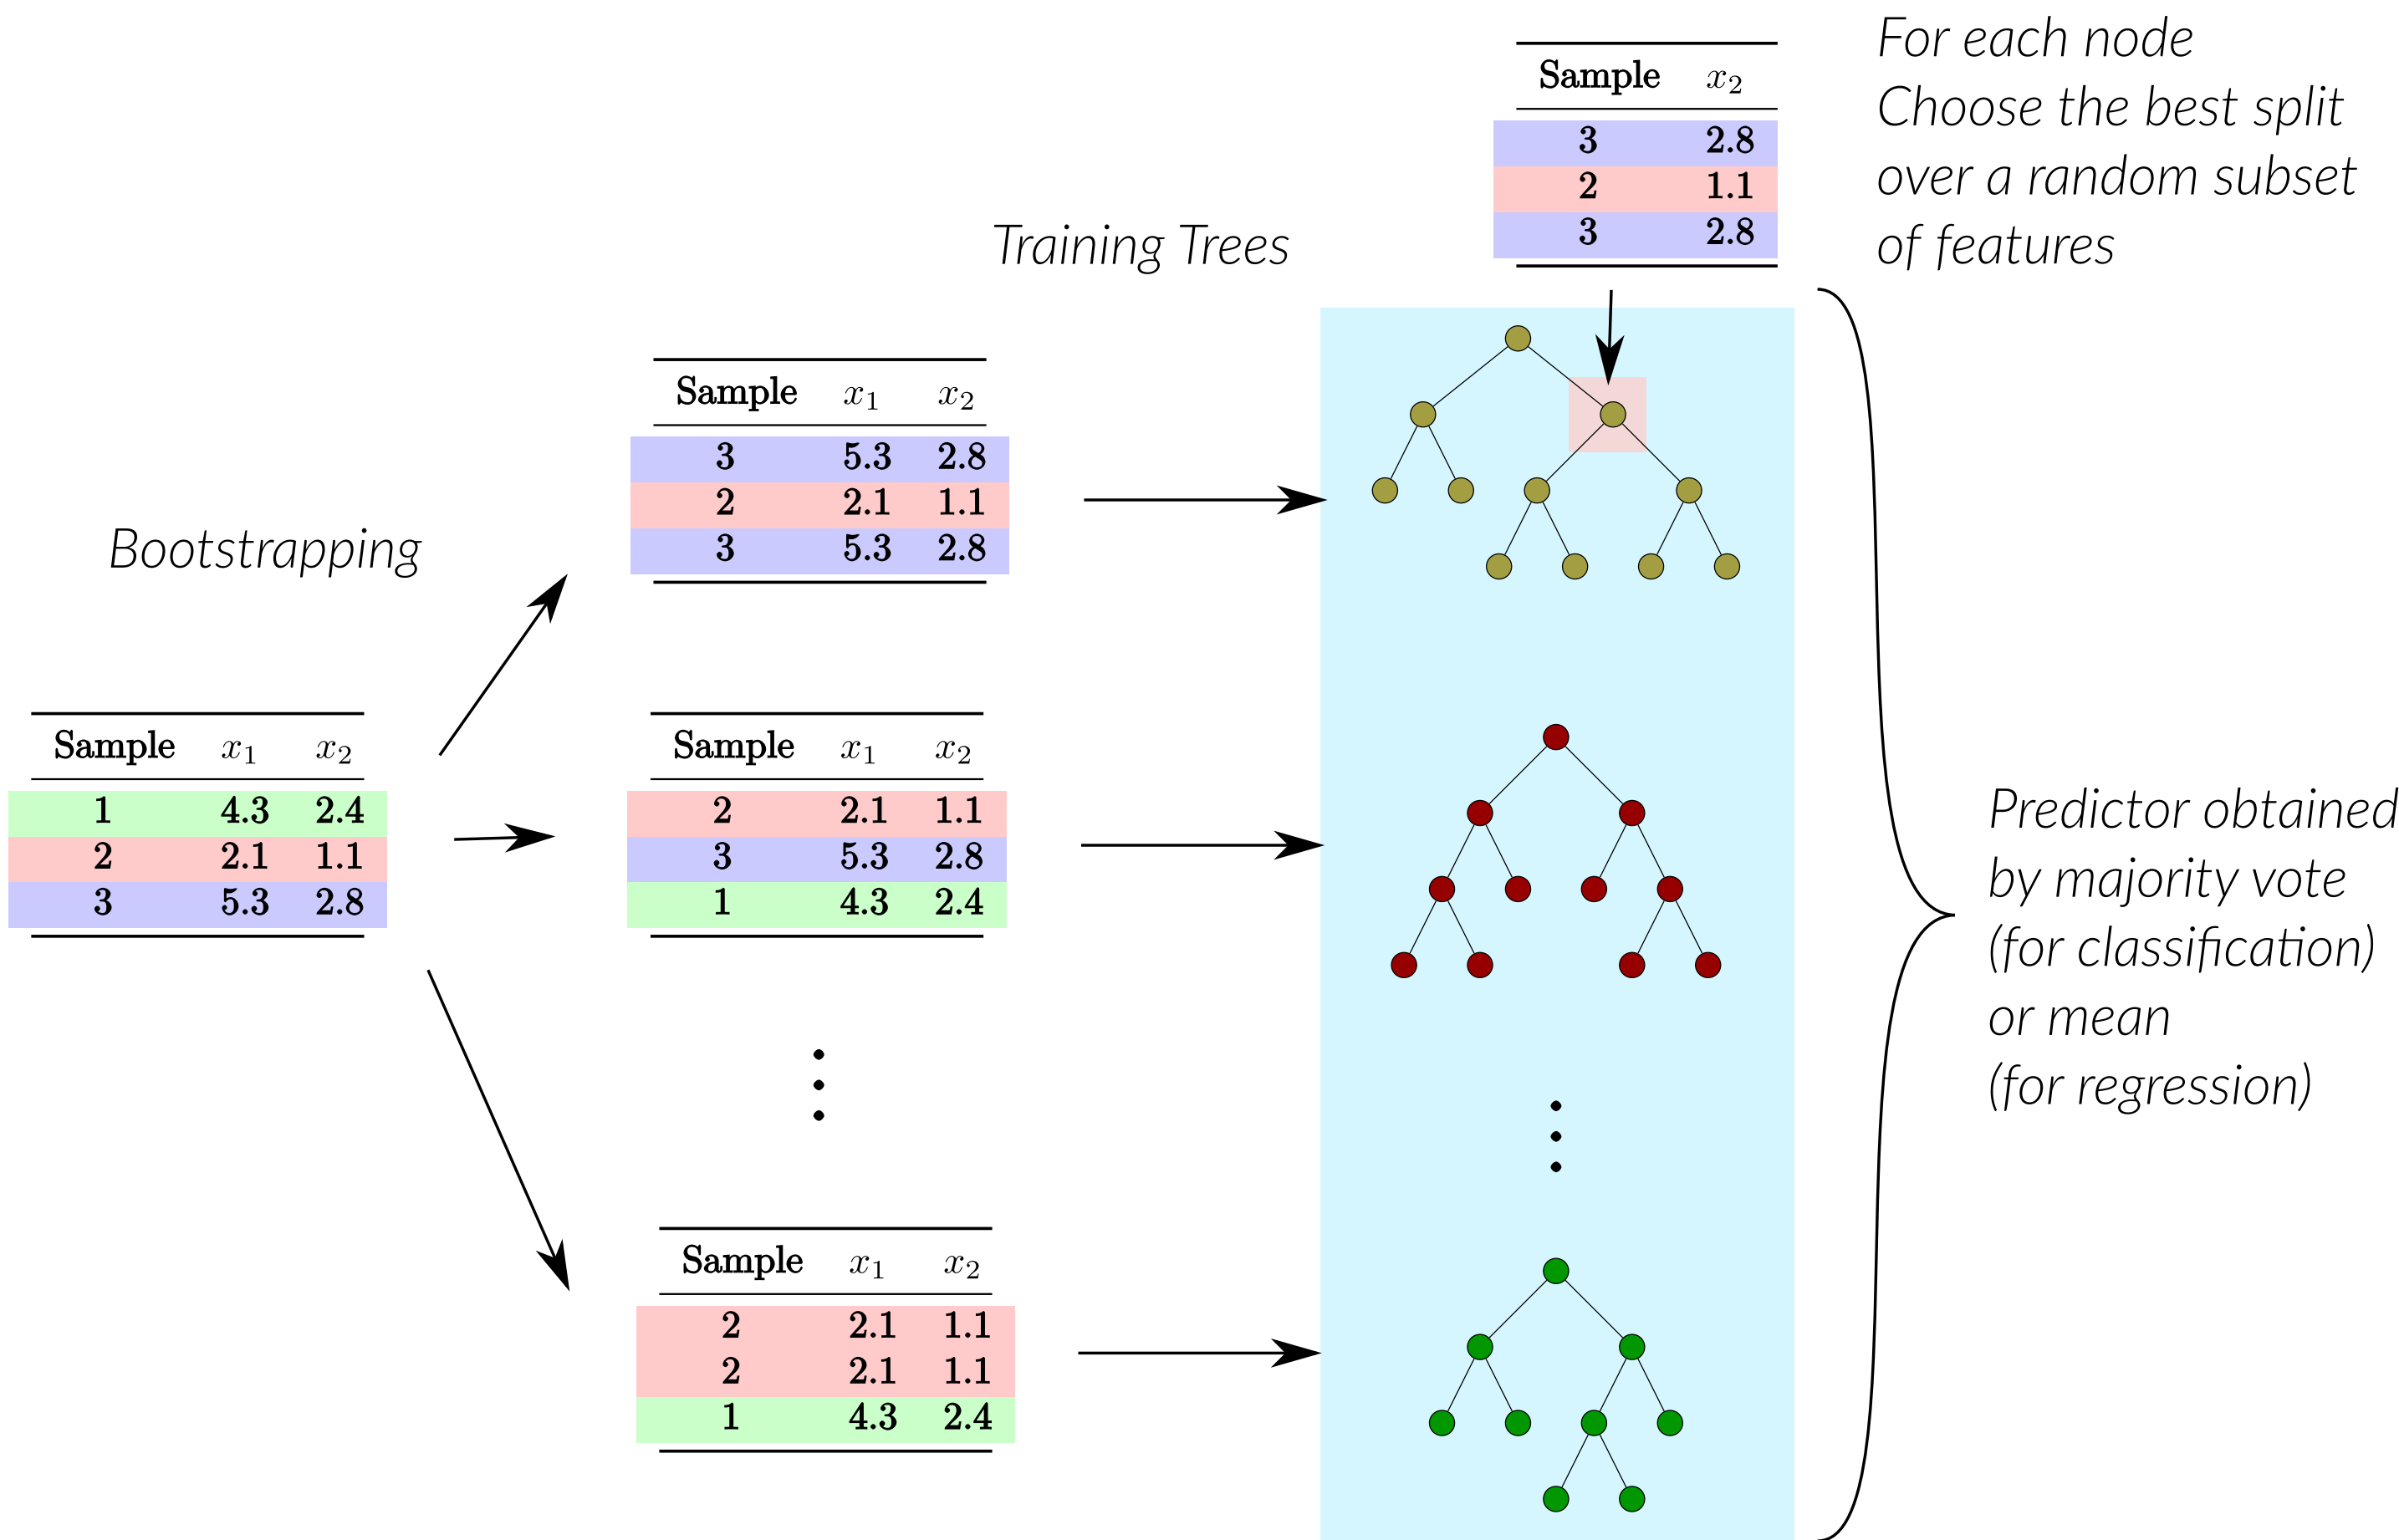 For each node
Choose the best split
over a random subset
of features
Sample x₂
3 2.8
2 1.1
3 2.8
Training Trees
Sample x₁ x₂
3 5.3 2.8
2 2.1 1.1
3 5.3 2.8
Bootstrapping
Sample x₁ x₂
1 4.3 2.4
2 2.1 1.1
3 5.3 2.8
Sample x₁ x₂
2 2.1 1.1
3 5.3 2.8
1 4.3 2.4
Sample x₁ x₂
2 2.1 1.1
2 2.1 1.1
1 4.3 2.4
Predictor obtained
by majority vote
(for classification)
or mean
(for regression)